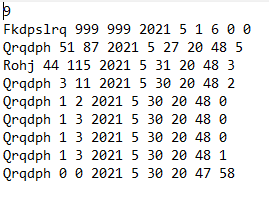 9
Fkdpslrq 999 999 2021 5 1 6 0 0
Qrqdph 51 87 2021 5 27 20 48 5
Rohj 44 115 2021 5 31 20 48 3
Qrqdph 3 11 2021 5 30 20 48 2
Qrqdph 1 2 2021 5 30 20 48 0
Qrqdph 1 3 2021 5 30 20 48 0
Qrqdph 1 3 2021 5 30 20 48 0
Qrqdph 1 3 2021 5 30 20 48 1
Qrqdph 0 0 2021 5 30 20 47 58